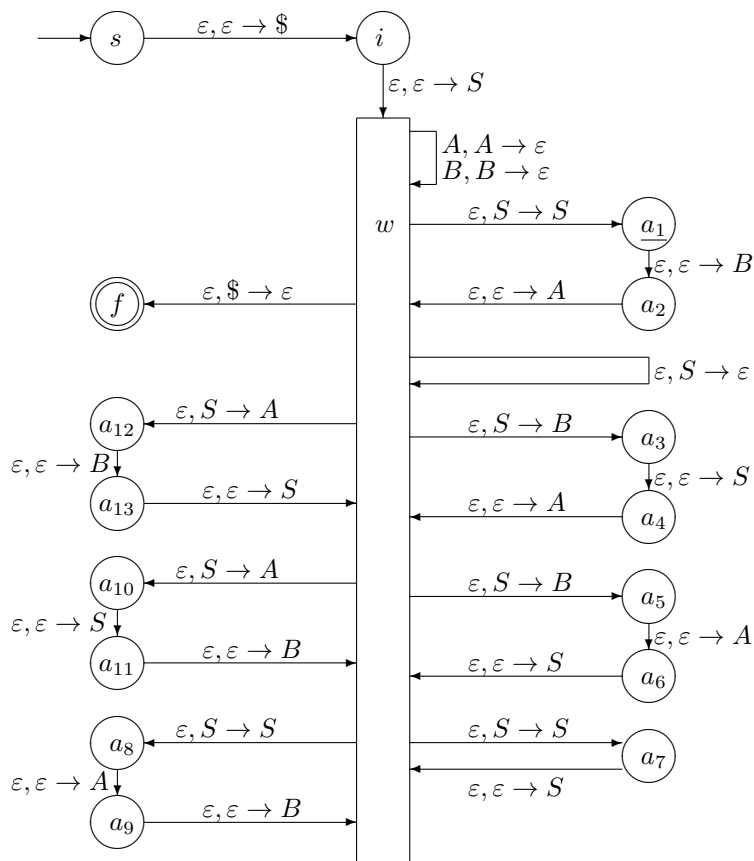 s ε, ε → $ i
ε, ε → S
A, A → ε
B, B → ε
w ε, S → S a₁
ε, ε → B
f ε, $ → ε ε, ε → A a₂
ε, S → ε
a₁₂ ε, S → A ε, S → B a₃
ε, ε → B ε, ε → S
a₁₃ ε, ε → S ε, ε → A a₄
a₁₀ ε, S → A ε, S → B a₅
ε, ε → S ε, ε → A
a₁₁ ε, ε → B ε, ε → S a₆
a₈ ε, S → S ε, S → S a₇
ε, ε → A ε, ε → S
a₉ ε, ε → B